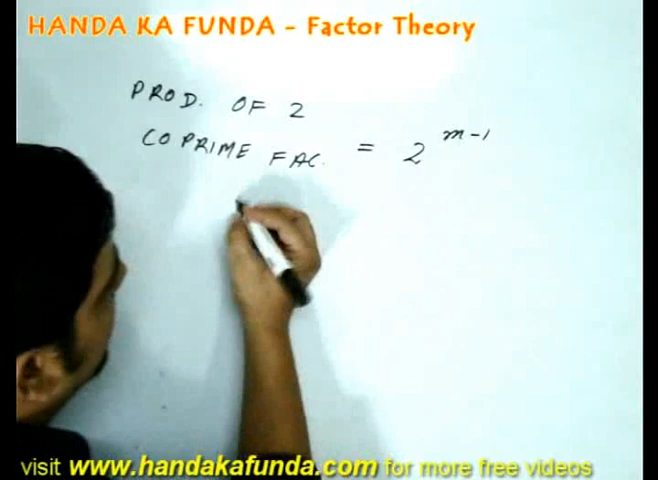 HANDA KA FUNDA - Factor Theory
PROD. OF 2
COPRIME FAC. = 2^{m-1}
visit www.handakafunda.com for more free videos